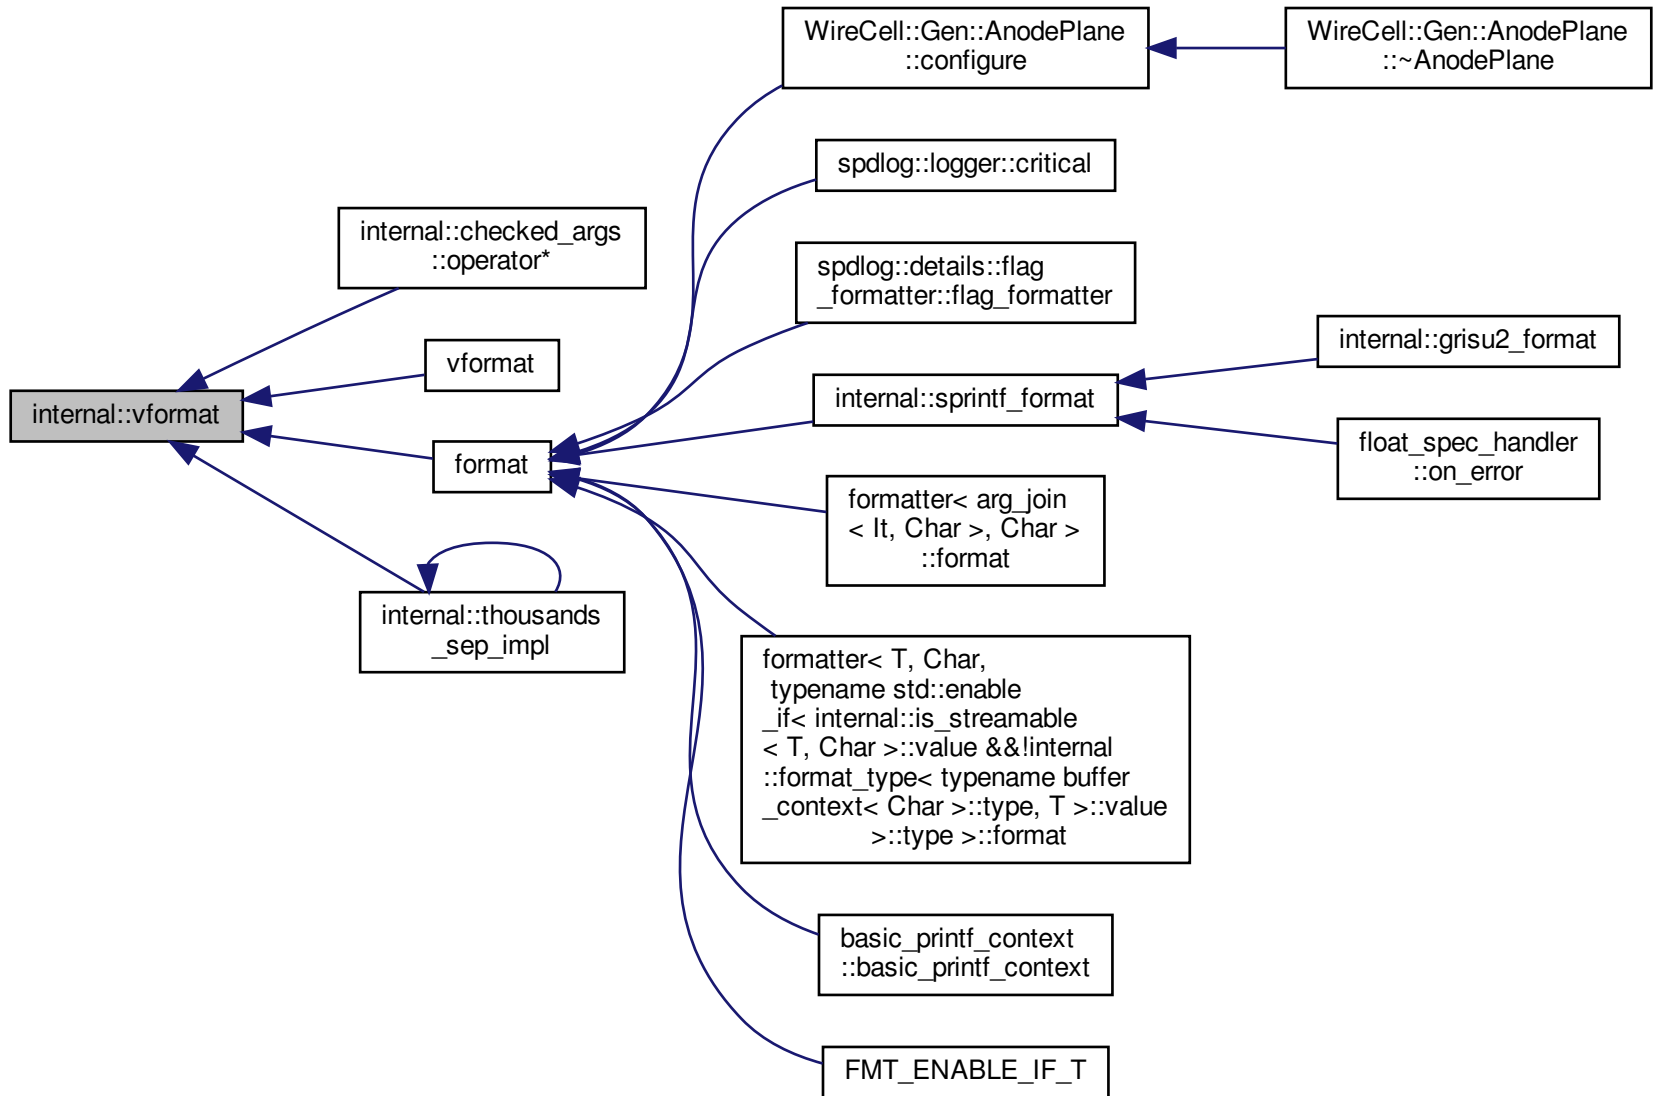 WireCell::Gen::AnodePlane
::configure
WireCell::Gen::AnodePlane
::~AnodePlane
spdlog::logger::critical
internal::checked_args
::operator*
spdlog::details::flag
_formatter::flag_formatter
vformat
internal::grisu2_format
internal::vformat
internal::sprintf_format
format
float_spec_handler
::on_error
formatter< arg_join
< It, Char >, Char >
::format
internal::thousands
_sep_impl
formatter< T, Char,
typename std::enable
_if< internal::is_streamable
< T, Char >::value &&!internal
::format_type< typename buffer
_context< Char >::type, T >::value
>::type >::format
basic_printf_context
::basic_printf_context
FMT_ENABLE_IF_T